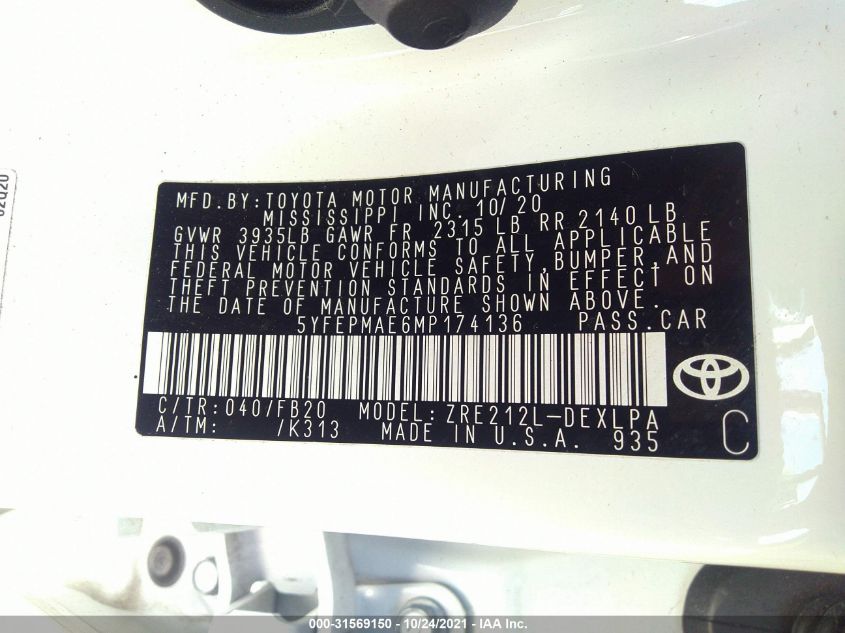 02Q20
MFD.BY:TOYOTA MOTOR MANUFACTURING
MISSISSIPPI INC. 10/20
GVWR 3935LB GAWR FR 2315 LB RR 2140 LB
THIS VEHICLE CONFORMS TO ALL APPLICABLE
FEDERAL MOTOR VEHICLE SAFETY,BUMPER,AND
THEFT PREVENTION STANDARDS IN EFFECT ON
THE DATE OF MANUFACTURE SHOWN ABOVE.
5YFEPMAE6MP174136 PASS.CAR
C/TR: 040/FB20 MODEL: ZRE212L-DEXLPA
A/TM: /K313 MADE IN U.S.A. 935 C
000-31569150 - 10/24/2021 - IAA Inc.